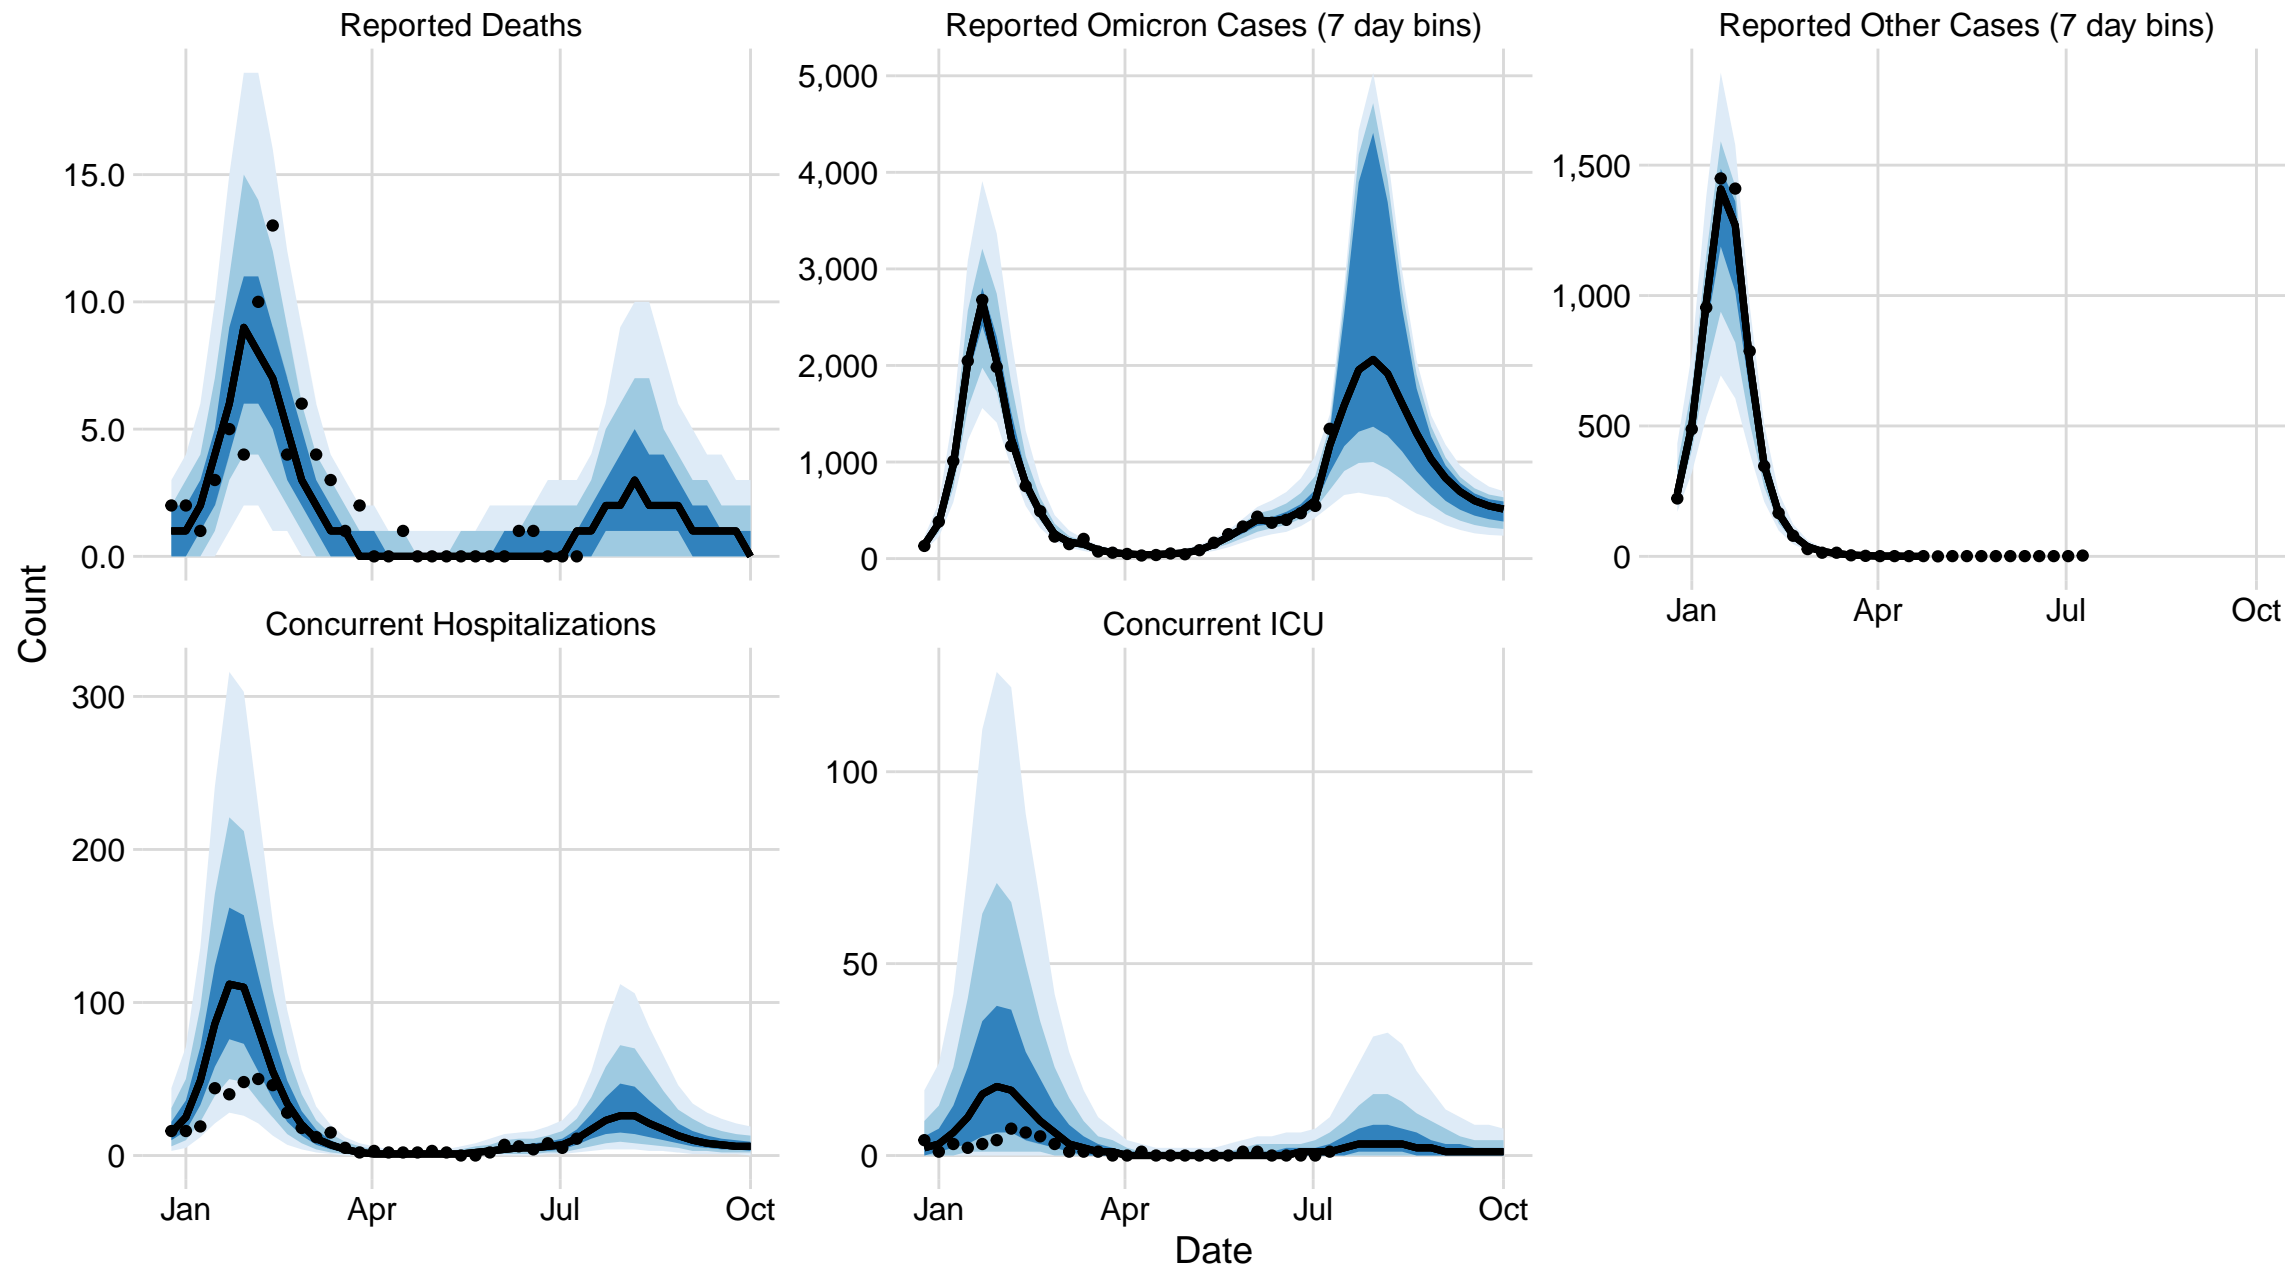 Reported Deaths
Reported Omicron Cases (7 day bins)
Reported Other Cases (7 day bins)
15.0
10.0
5.0
0.0
5,000
4,000
3,000
2,000
1,000
0
1,500
1,000
500
0
Jan Apr Jul Oct
Count
Concurrent Hospitalizations
Concurrent ICU
300
200
100
0
100
50
0
Jan Apr Jul Oct
Jan Apr Jul Oct
Date